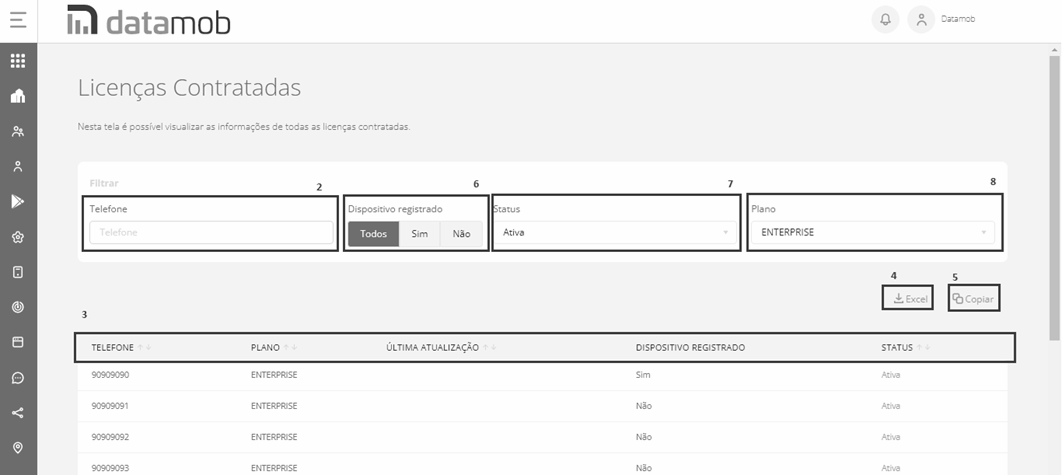 datamob
Datamob
Licenças Contratadas
Nesta tela é possível visualizar as informações de todas as licenças contratadas.
Filtrar
2 6 7 8
Telefone Dispositivo registrado Status Plano
Telefone Todos Sim Não Ativa ENTERPRISE
4 5
Excel Copiar
3
TELEFONE PLANO ÚLTIMA ATUALIZAÇÃO DISPOSITIVO REGISTRADO STATUS
90909090 ENTERPRISE Sim Ativa
90909091 ENTERPRISE Não Ativa
90909092 ENTERPRISE Não Ativa
90909093 ENTERPRISE Não Ativa